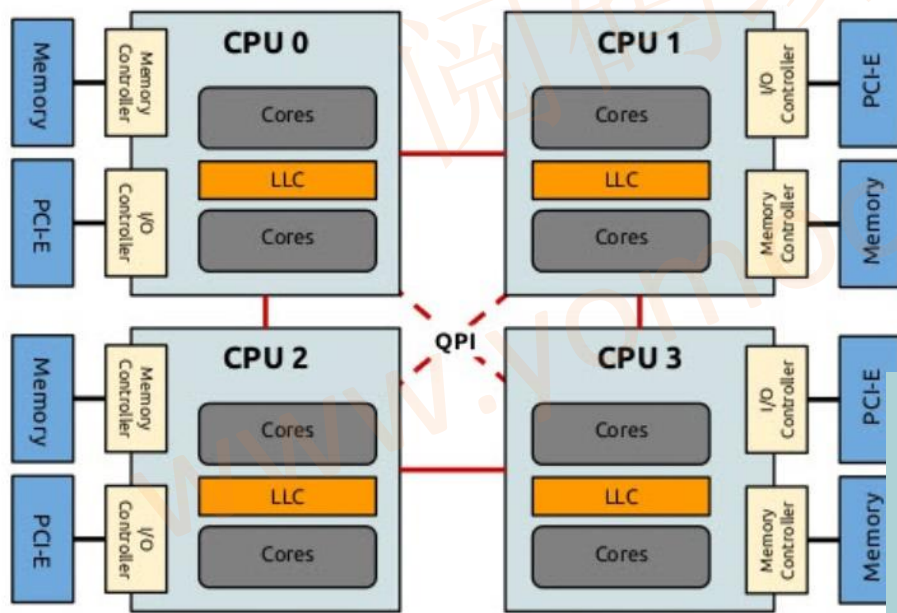 CPU 0
Memory
Memory Controller
Cores
LLC
Cores
PCI-E
I/O Controller
CPU 1
Cores
LLC
Cores
I/O Controller
PCI-E
Memory Controller
Memory
QPI
CPU 2
Memory
Memory Controller
Cores
LLC
Cores
PCI-E
I/O Controller
CPU 3
Cores
LLC
Cores
I/O Controller
PCI-E
Memory Controller
Memory